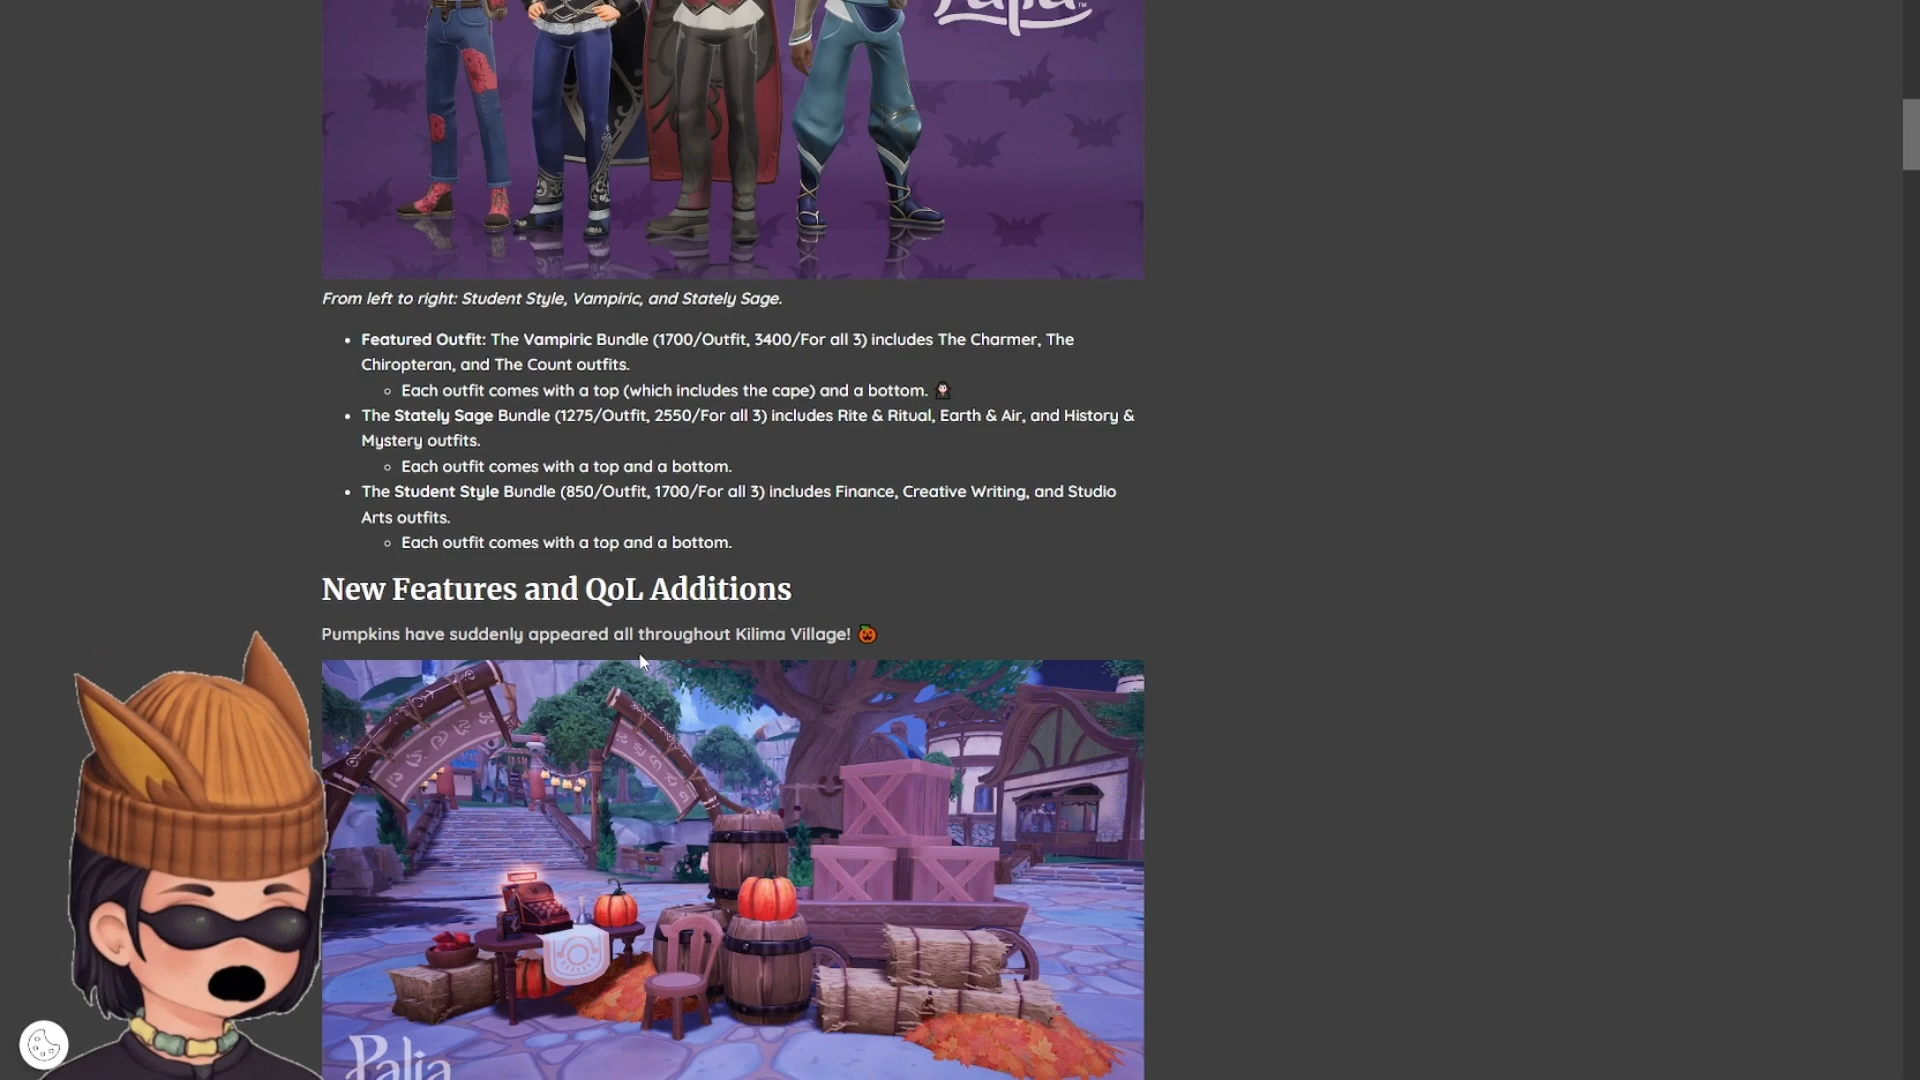 Palia™
From left to right: Student Style, Vampiric, and Stately Sage.
Featured Outfit: The Vampiric Bundle (1700/Outfit, 3400/For all 3) includes The Charmer, The
Chiropteran, and The Count outfits.
Each outfit comes with a top (which includes the cape) and a bottom. 🧛🏻
The Stately Sage Bundle (1275/Outfit, 2550/For all 3) includes Rite & Ritual, Earth & Air, and History &
Mystery outfits.
Each outfit comes with a top and a bottom.
The Student Style Bundle (850/Outfit, 1700/For all 3) includes Finance, Creative Writing, and Studio
Arts outfits.
Each outfit comes with a top and a bottom.
New Features and QoL Additions
Pumpkins have suddenly appeared all throughout Kilima Village! 🎃
Palia